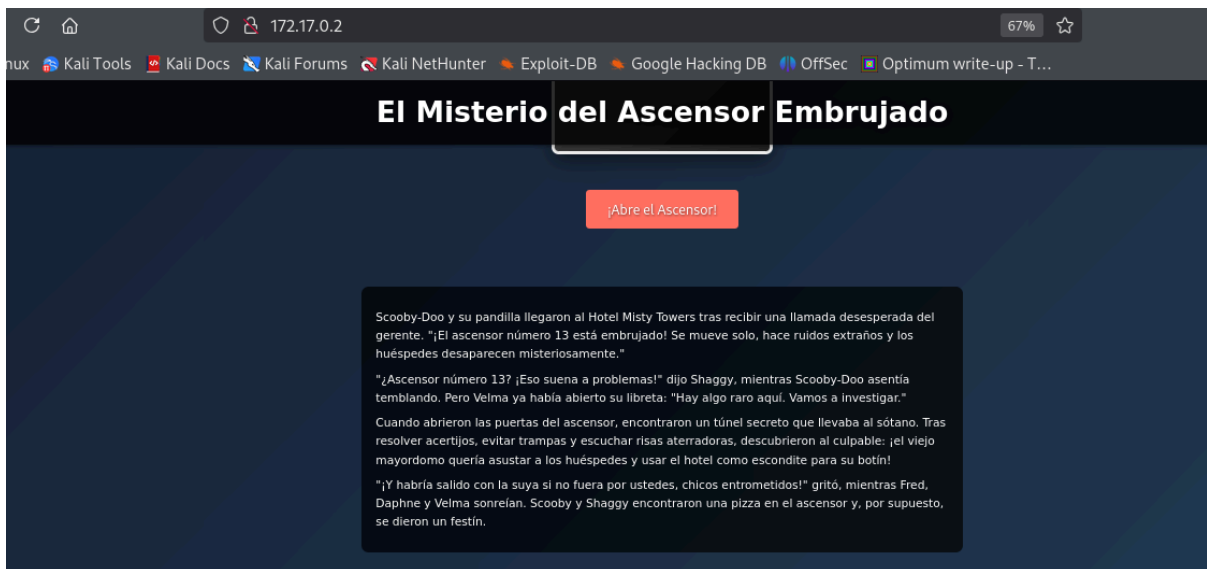 172.17.0.2
67%
nux Kali Tools Kali Docs Kali Forums Kali NetHunter Exploit-DB Google Hacking DB OffSec Optimum write-up - T...
El Misterio del Ascensor Embrujado
¡Abre el Ascensor!
Scooby-Doo y su pandilla llegaron al Hotel Misty Towers tras recibir una llamada desesperada del
gerente. "¡El ascensor número 13 está embrujado! Se mueve solo, hace ruidos extraños y los
huéspedes desaparecen misteriosamente."
"¿Ascensor número 13? ¡Eso suena a problemas!" dijo Shaggy, mientras Scooby-Doo asentía
temblando. Pero Velma ya había abierto su libreta: "Hay algo raro aquí. Vamos a investigar."
Cuando abrieron las puertas del ascensor, encontraron un túnel secreto que llevaba al sótano. Tras
resolver acertijos, evitar trampas y escuchar risas aterradoras, descubrieron al culpable: ¡el viejo
mayordomo quería asustar a los huéspedes y usar el hotel como escondite para su botín!
"¡Y habría salido con la suya si no fuera por ustedes, chicos entrometidos!" gritó, mientras Fred,
Daphne y Velma sonreían. Scooby y Shaggy encontraron una pizza en el ascensor y, por supuesto,
se dieron un festín.